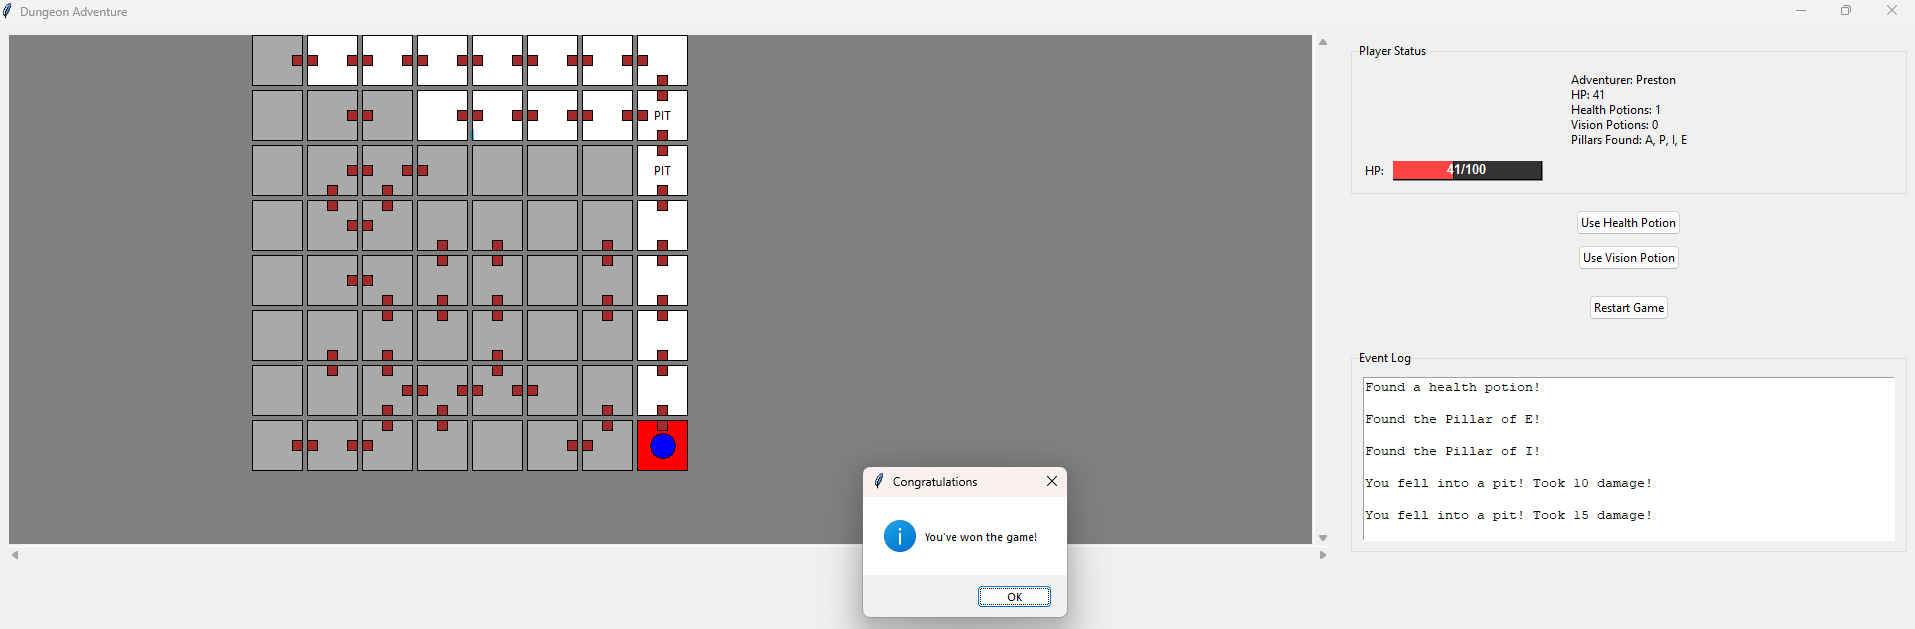 Dungeon Adventure
Player Status
Adventurer: Preston
HP: 41
Health Potions: 1
Vision Potions: 0
Pillars Found: A, P, I, E
HP: 41/100
Use Health Potion
Use Vision Potion
Restart Game
Event Log
Found a health potion!
Found the Pillar of E!
Found the Pillar of I!
You fell into a pit! Took 10 damage!
You fell into a pit! Took 15 damage!
PIT
PIT
Congratulations
You've won the game!
OK